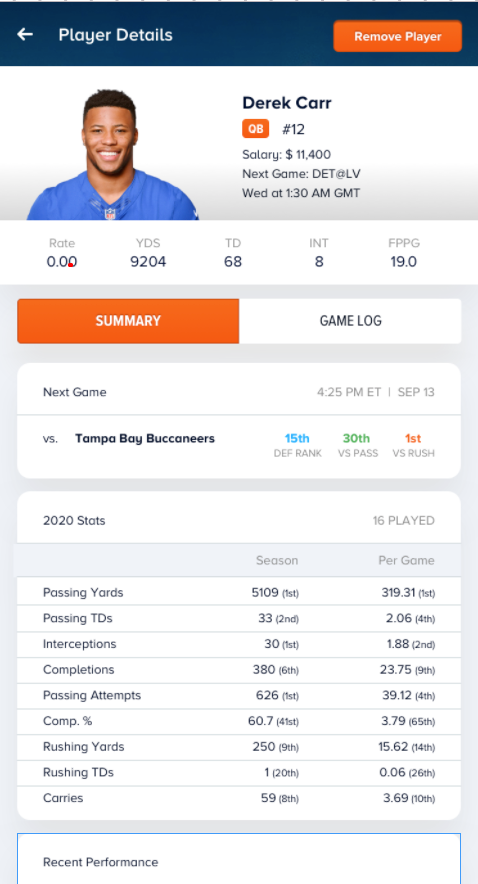 Player Details
Remove Player
Derek Carr
QB #12
Salary: $ 11,400
Next Game: DET@LV
Wed at 1:30 AM GMT
Rate YDS TD INT FPPG
0.00 9204 68 8 19.0
SUMMARY GAME LOG
Next Game 4:25 PM ET | SEP 13
vs. Tampa Bay Buccaneers 15th 30th 1st
DEF RANK VS PASS VS RUSH
2020 Stats 16 PLAYED
Season Per Game
Passing Yards 5109 (1st) 319.31 (1st)
Passing TDs 33 (2nd) 2.06 (4th)
Interceptions 30 (1st) 1.88 (2nd)
Completions 380 (6th) 23.75 (9th)
Passing Attempts 626 (1st) 39.12 (4th)
Comp. % 60.7 (41st) 3.79 (65th)
Rushing Yards 250 (9th) 15.62 (14th)
Rushing TDs 1 (20th) 0.06 (26th)
Carries 59 (8th) 3.69 (10th)
Recent Performance